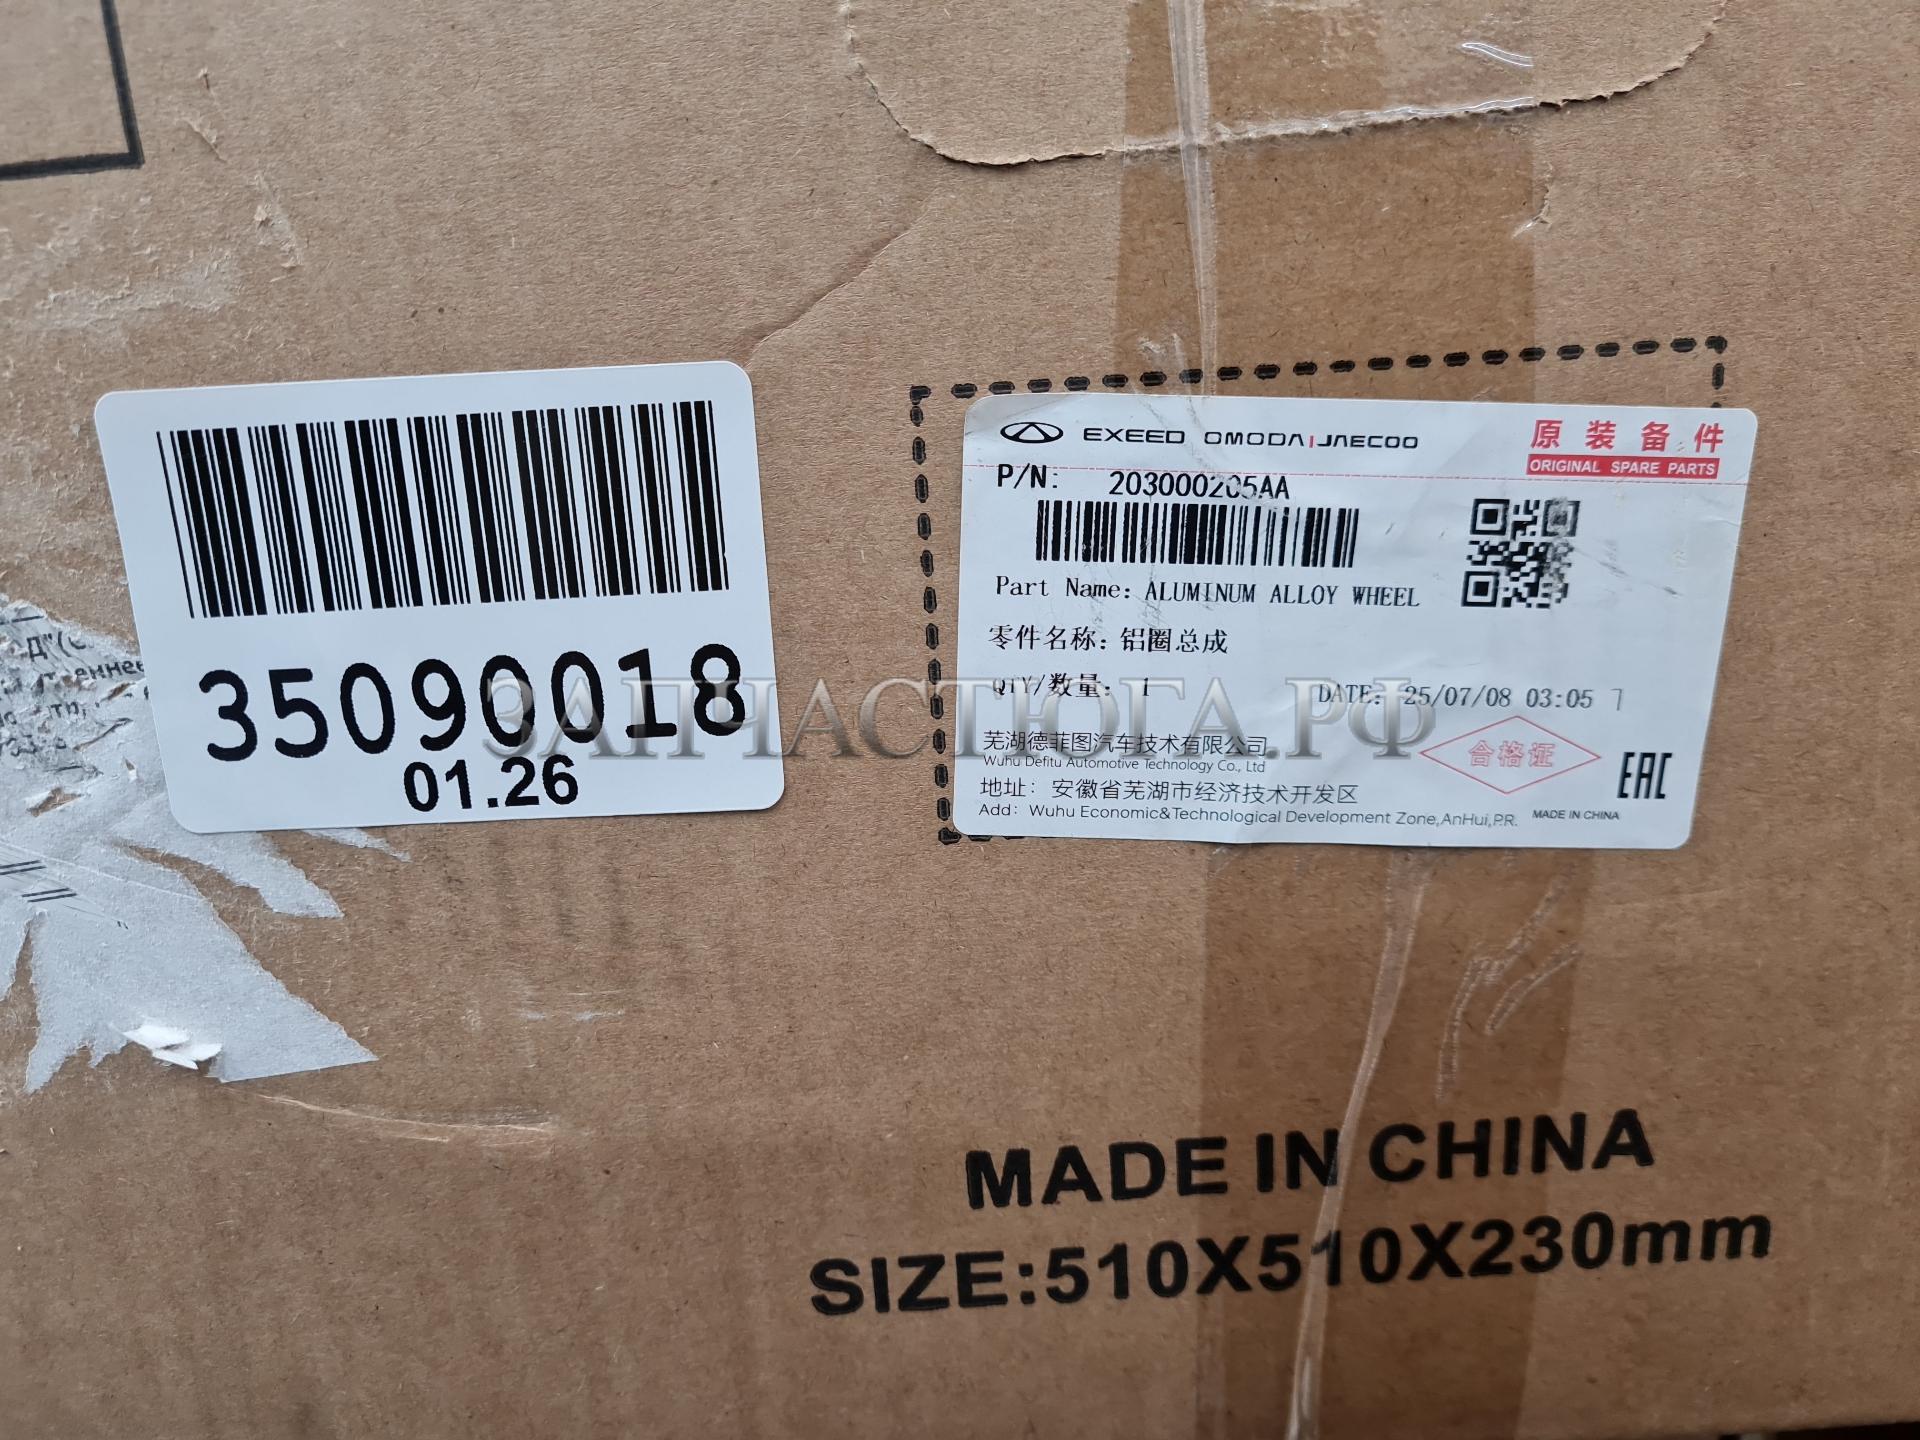 35090018
01.26
EXEED OMODA|JAECOO
原装备件
ORIGINAL SPARE PARTS
P/N: 203000205AA
Part Name: ALUMINUM ALLOY WHEEL
零件名称: 铝圈总成
QTY/数量: 1
DATE: 25/07/08 03:05
芜湖德菲图汽车技术有限公司
Wuhu Defitu Automotive Technology Co., Ltd
合格证
EAC
地址: 安徽省芜湖市经济技术开发区
Add: Wuhu Economic&Technological Development Zone,AnHui,P.R.
MADE IN CHINA
ЗАПЧАСТЮГА.РФ
MADE IN CHINA
SIZE:510X510X230mm